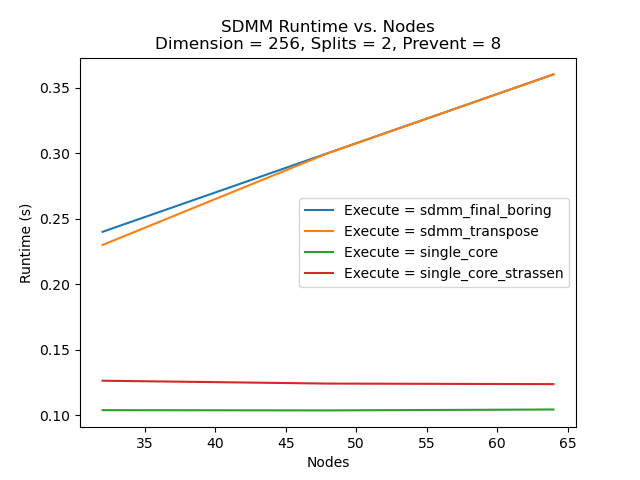 SDMM Runtime vs. Nodes
Dimension = 256, Splits = 2, Prevent = 8
Runtime (s)
0.35
0.30
0.25
0.20
0.15
0.10
Execute = sdmm_final_boring
Execute = sdmm_transpose
Execute = single_core
Execute = single_core_strassen
35
40
45
50
55
60
65
Nodes